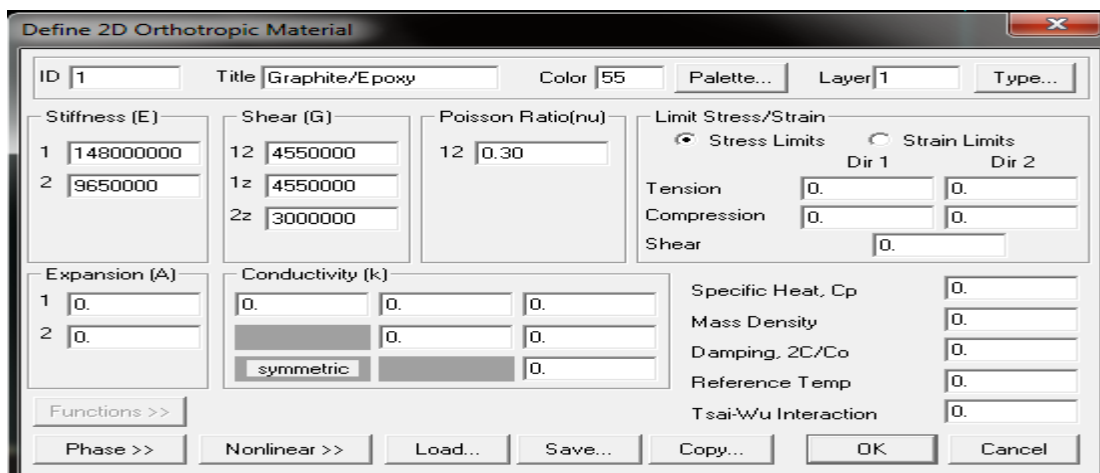 Define 2D Orthotropic Material
ID 1 Title Graphite/Epoxy Color 55 Palette... Layer 1 Type...
Stiffness (E) Shear (G) Poisson Ratio(nu) Limit Stress/Strain
Stress Limits Strain Limits
1 148000000 12 4550000 12 0.30
Dir 1 Dir 2
2 9650000 1z 4550000 Tension 0. 0.
2z 3000000 Compression 0. 0.
Shear 0.
Expansion (A) Conductivity (k)
1 0. 0. 0. 0. Specific Heat, Cp 0.
2 0. 0. 0. Mass Density 0.
symmetric 0. Damping, 2C/Co 0.
Reference Temp 0.
Functions >> Tsai-Wu Interaction 0.
Phase >> Nonlinear >> Load... Save... Copy... OK Cancel